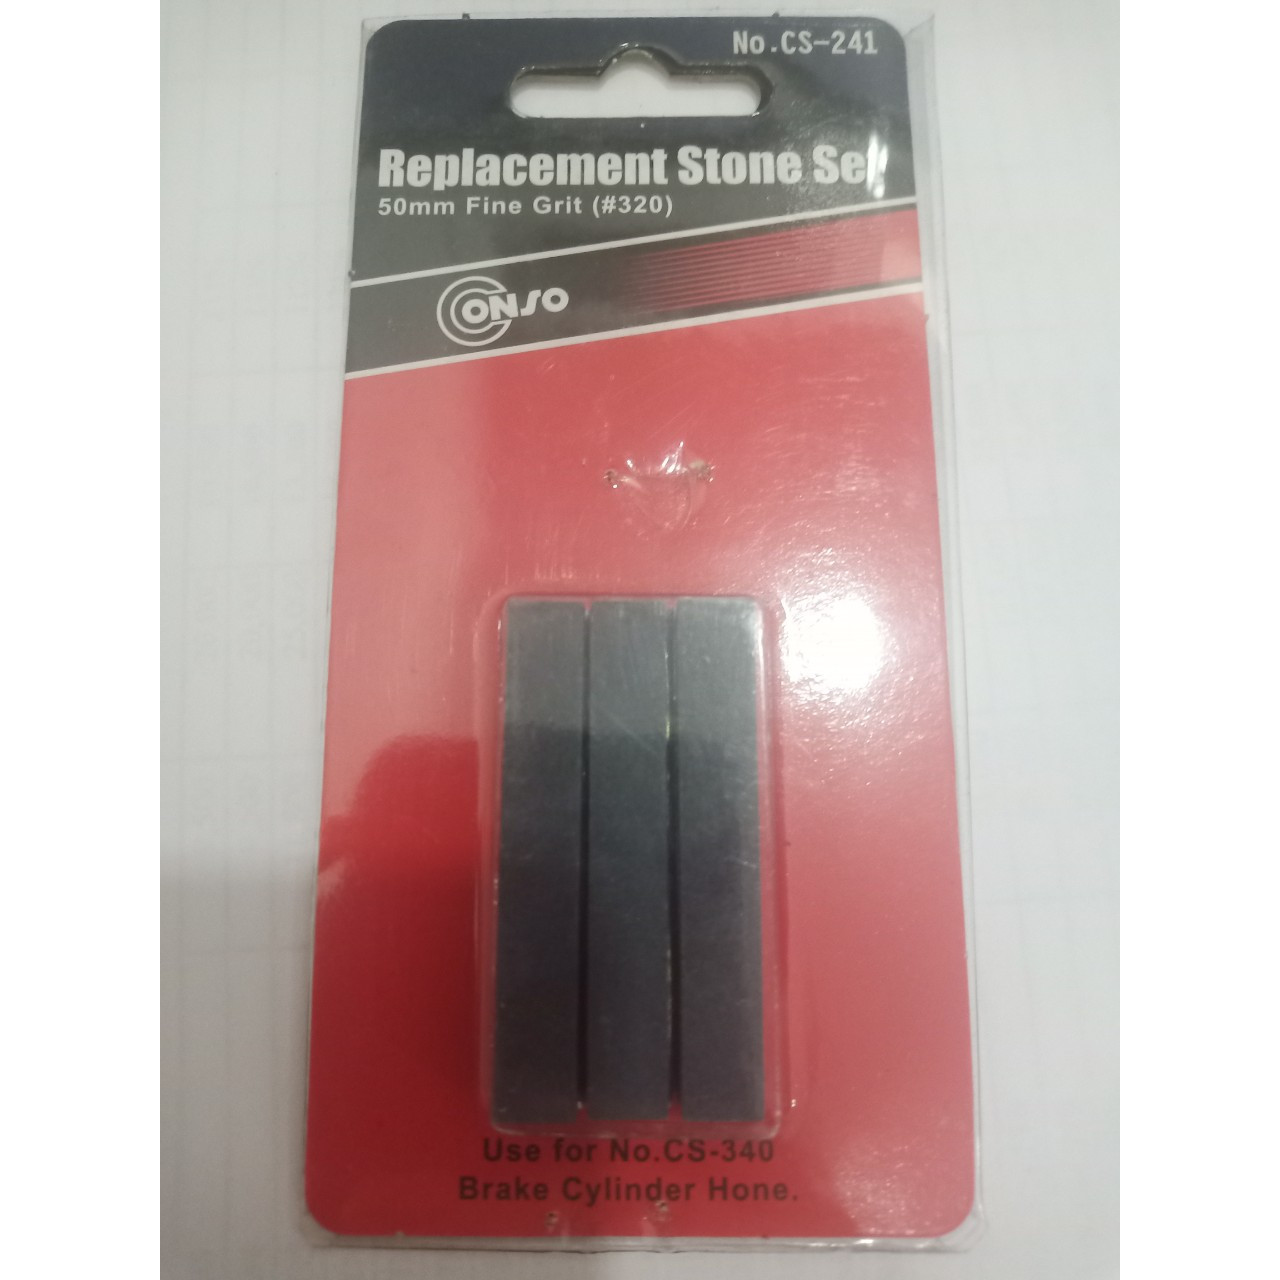 No.CS-241
Replacement Stone Set
50mm Fine Grit (#320)
CONSO
Use for No.CS-340
Brake Cylinder Hone.